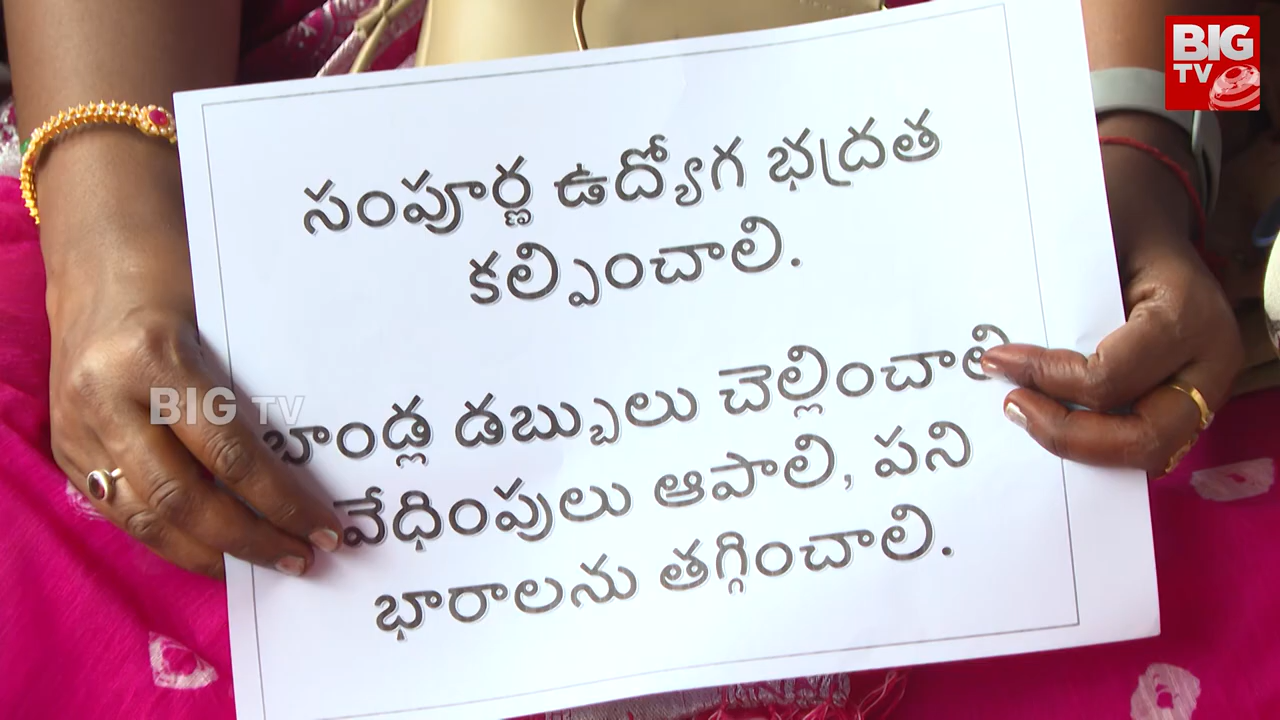 BIG
TV
సంపూర్ణ ఉద్యోగ భద్రత
కల్పించాలి.
బాండ్ల డబ్బులు చెల్లించాలి
వేధింపులు ఆపాలి, పని
భారాలను తగ్గించాలి.
BIG TV